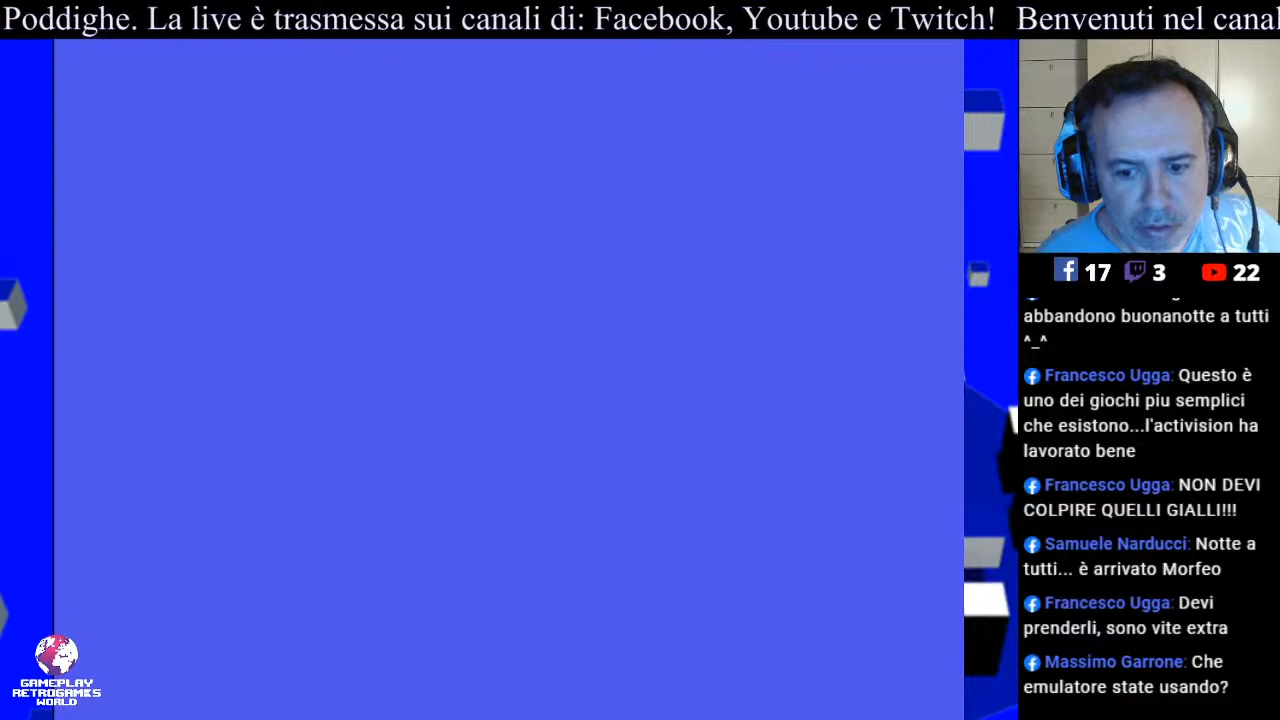 Poddighe. La live è trasmessa sui canali di: Facebook, Youtube e Twitch! Benvenuti nel canal
17 3 22
abbandono buonanotte a tutti
^_^
Francesco Ugga: Questo è
uno dei giochi piu semplici
che esistono...l'activision ha
lavorato bene
Francesco Ugga: NON DEVI
COLPIRE QUELLI GIALLI!!!
Samuele Narducci: Notte a
tutti... è arrivato Morfeo
Francesco Ugga: Devi
prenderli, sono vite extra
Massimo Garrone: Che
emulatore state usando?
GAMEPLAY
RETROGAMES
WORLD